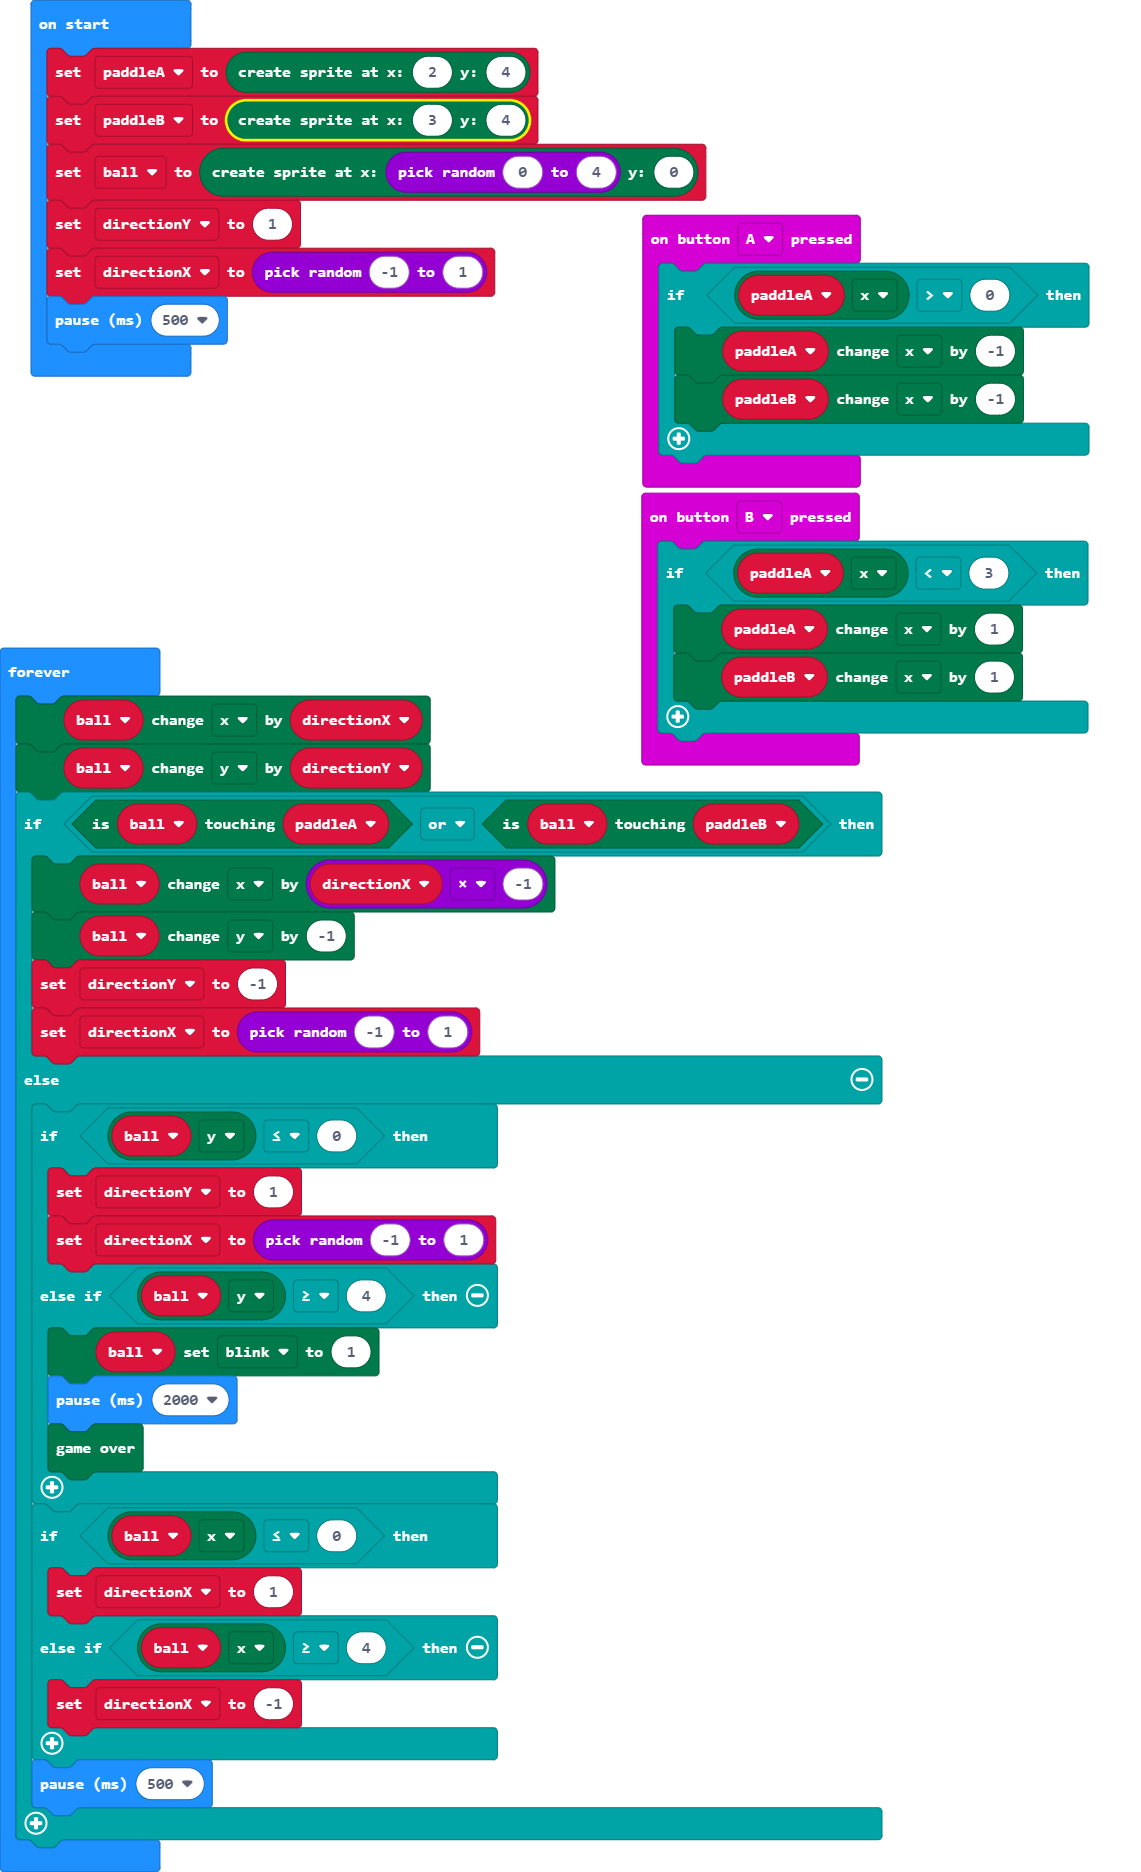 on start
set paddleA to create sprite at x: 2 y: 4
set paddleB to create sprite at x: 3 y: 4
set ball to create sprite at x: pick random 0 to 4 y: 0
set directionY to 1
set directionX to pick random -1 to 1
pause (ms) 500
on button A pressed
if paddleA x > 0 then
paddleA change x by -1
paddleB change x by -1
on button B pressed
if paddleA x < 3 then
paddleA change x by 1
paddleB change x by 1
forever
ball change x by directionX
ball change y by directionY
if is ball touching paddleA or is ball touching paddleB then
ball change x by directionX × -1
ball change y by -1
set directionY to -1
set directionX to pick random -1 to 1
else
if ball y ≤ 0 then
set directionY to 1
set directionX to pick random -1 to 1
else if ball y ≥ 4 then
ball set blink to 1
pause (ms) 2000
game over
if ball x ≤ 0 then
set directionX to 1
else if ball x ≥ 4 then
set directionX to -1
pause (ms) 500